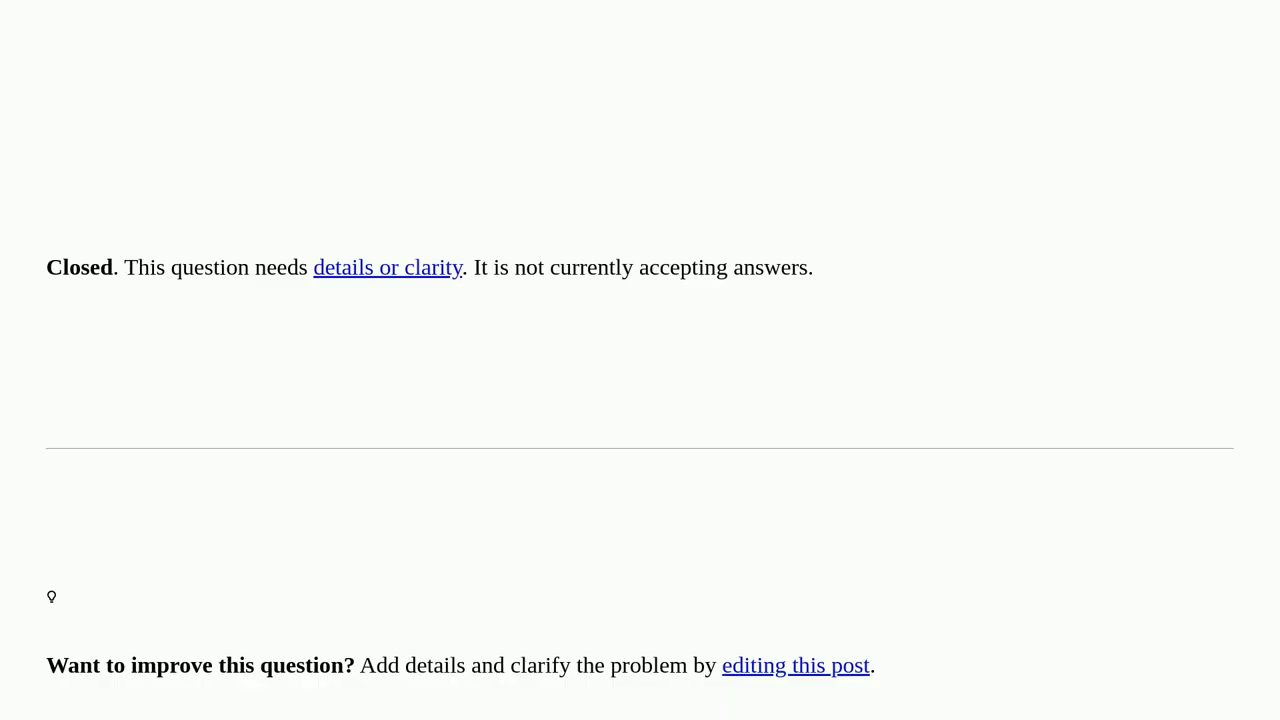 Closed. This question needs details or clarity. It is not currently accepting answers.
Want to improve this question? Add details and clarify the problem by editing this post.